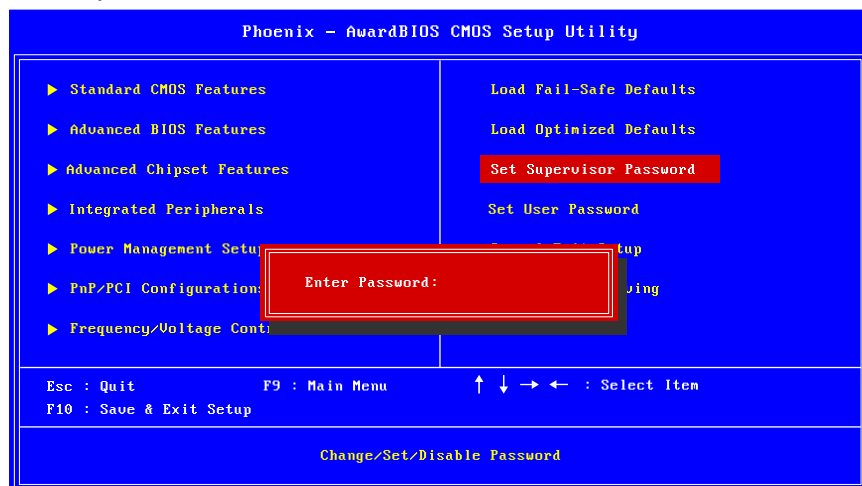 Phoenix – AwardBIOS CMOS Setup Utility
Standard CMOS Features
Advanced BIOS Features
Advanced Chipset Features
Integrated Peripherals
Power Management Setu
PnP/PCI Configuration
Frequency/Voltage Cont
Load Fail-Safe Defaults
Load Optimized Defaults
Set Supervisor Password
Set User Password
tup
ving
Enter Password:
Esc : Quit F9 : Main Menu ↑ ↓ → ← : Select Item
F10 : Save & Exit Setup
Change/Set/Disable Password